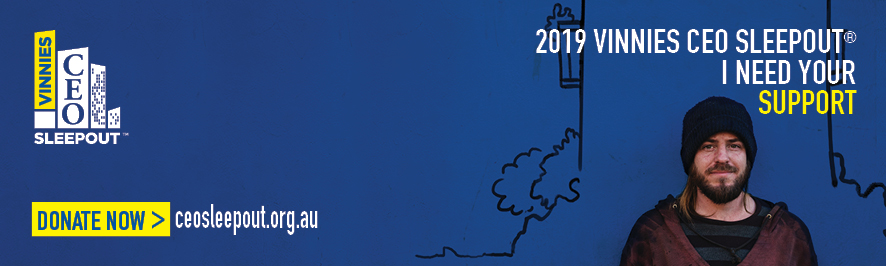 VINNIES
CEO
SLEEPOUT™
2019 VINNIES CEO SLEEPOUT®
I NEED YOUR
SUPPORT
DONATE NOW > ceosleepout.org.au